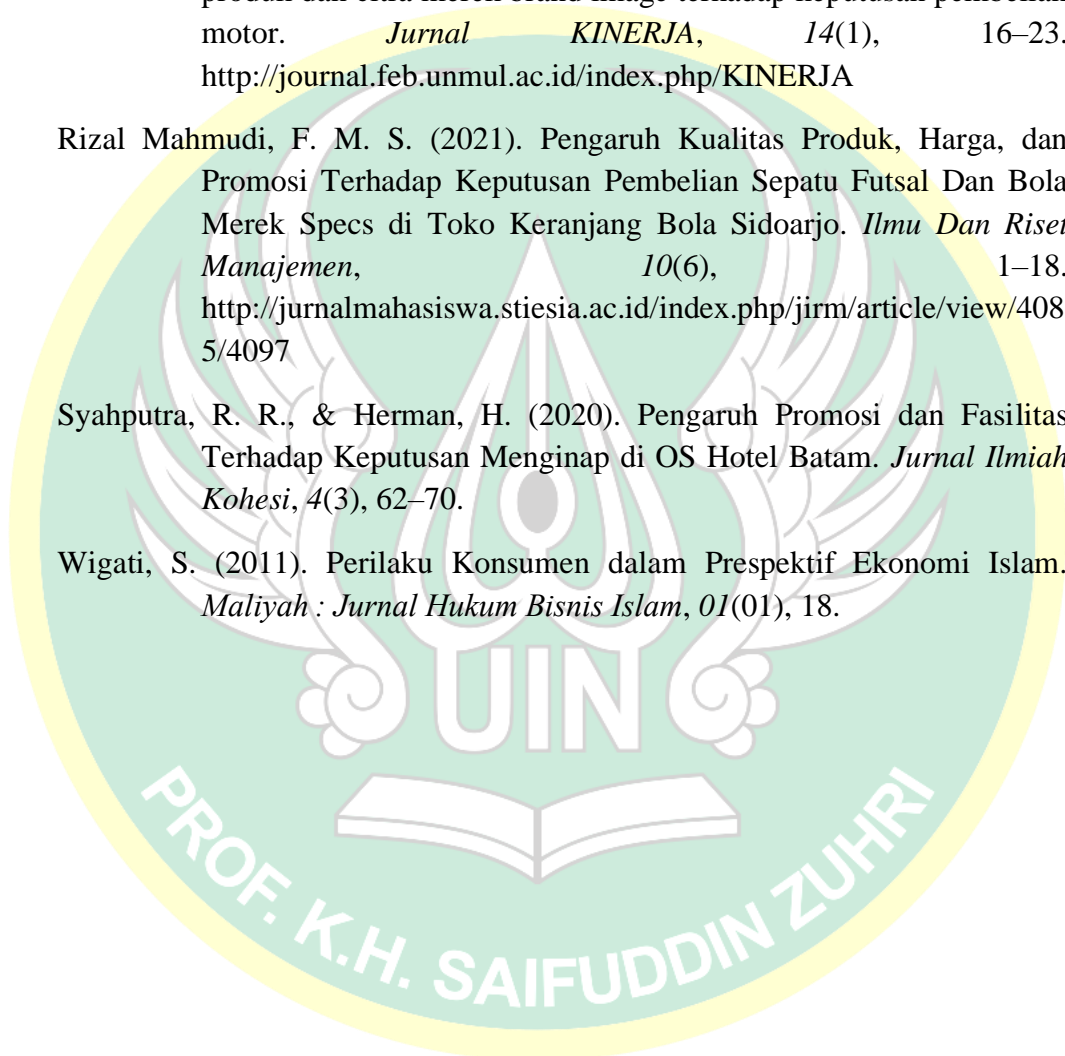 motor. Jurnal KINERJA, 14(1), 16–23.
http://journal.feb.unmul.ac.id/index.php/KINERJA
Rizal Mahmudi, F. M. S. (2021). Pengaruh Kualitas Produk, Harga, dan
Promosi Terhadap Keputusan Pembelian Sepatu Futsal Dan Bola
Merek Specs di Toko Keranjang Bola Sidoarjo. Ilmu Dan Riset
Manajemen, 10(6), 1–18.
http://jurnalmahasiswa.stiesia.ac.id/index.php/jirm/article/view/408
5/4097
Syahputra, R. R., & Herman, H. (2020). Pengaruh Promosi dan Fasilitas
Terhadap Keputusan Menginap di OS Hotel Batam. Jurnal Ilmiah
Kohesi, 4(3), 62–70.
Wigati, S. (2011). Perilaku Konsumen dalam Prespektif Ekonomi Islam.
Maliyah : Jurnal Hukum Bisnis Islam, 01(01), 18.
UIN
PROF. K.H. SAIFUDDIN ZUHRI